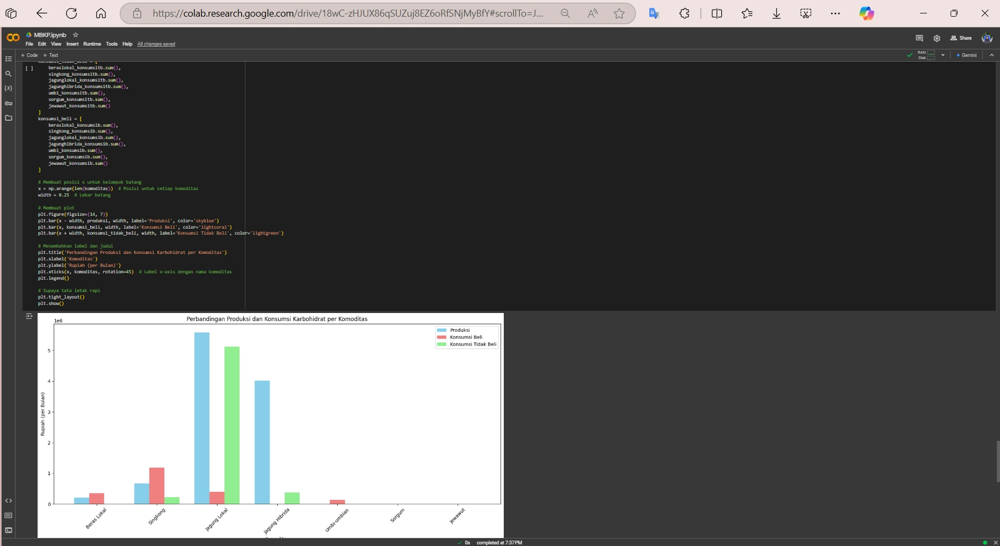 https://colab.research.google.com/drive/18wC-zHJUX86qSUZuj8EZ6oRfSNjMyBfY#scrollTo=J...
MBKP.ipynb
File Edit View Insert Runtime Tools Help All changes saved
Share
+ Code + Text
RAM
Disk
Gemini
konsumsi_tidak_beli = [
[ ] beraslokal_konsumsitb.sum(),
singkong_konsumsitb.sum(),
jagunglokal_konsumsitb.sum(),
jagunghibrida_konsumsitb.sum(),
umbi_konsumsitb.sum(),
sorgum_konsumsitb.sum(),
jewawut_konsumsitb.sum()
]
konsumsi_beli = [
beraslokal_konsumsib.sum(),
singkong_konsumsib.sum(),
jagunglokal_konsumsib.sum(),
jagunghibrida_konsumsib.sum(),
umbi_konsumsib.sum(),
sorgum_konsumsib.sum(),
jewawut_konsumsib.sum()
]
# Membuat posisi x untuk kelompok batang
x = np.arange(len(komoditas)) # Posisi untuk setiap komoditas
width = 0.25 # Lebar batang
# Membuat plot
plt.figure(figsize=(14, 7))
plt.bar(x - width, produksi, width, label='Produksi', color='skyblue')
plt.bar(x, konsumsi_beli, width, label='Konsumsi Beli', color='lightcoral')
plt.bar(x + width, konsumsi_tidak_beli, width, label='Konsumsi Tidak Beli', color='lightgreen')
# Menambahkan label dan judul
plt.title('Perbandingan Produksi dan Konsumsi Karbohidrat per Komoditas')
plt.xlabel('Komoditas')
plt.ylabel('Rupiah (per Bulan)')
plt.xticks(x, komoditas, rotation=45) # Label x-axis dengan nama komoditas
plt.legend()
# Supaya tata letak rapi
plt.tight_layout()
plt.show()
Perbandingan Produksi dan Konsumsi Karbohidrat per Komoditas
1e6
Produksi
Konsumsi Beli
Konsumsi Tidak Beli
5
4
3
2
1
0
Rupiah (per Bulan)
Beras Lokal
Singkong
Jagung Lokal
Jagung Hibrida
Umbi-umbian
Sorgum
Jewawut
0s completed at 7:37 PM